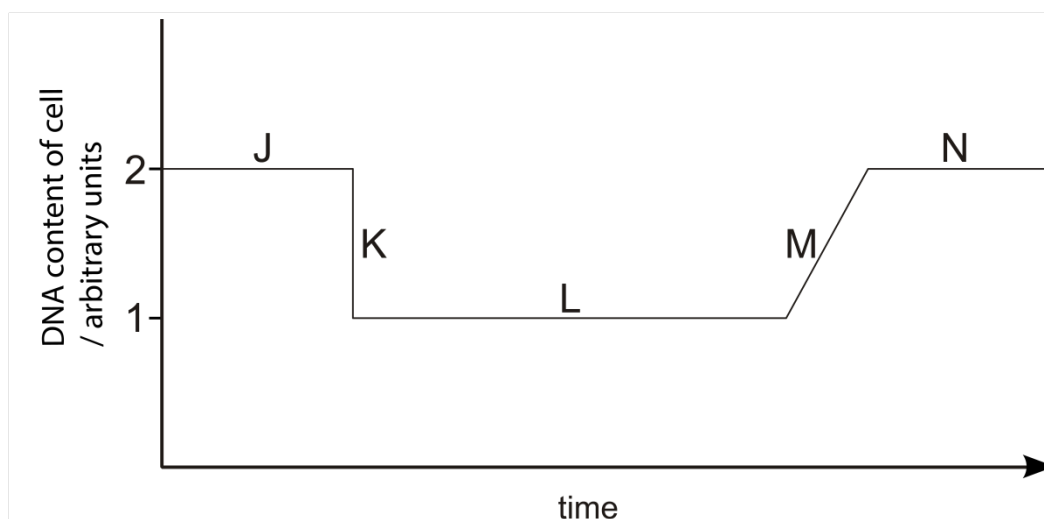 DNA content of cell
/ arbitrary units
J
N
2
K
M
L
1
time